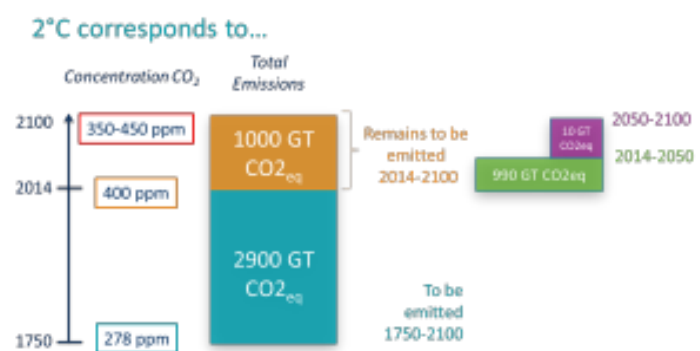 2°C corresponds to...
Concentration CO₂
Total
Emissions
2100
350-450 ppm
1000 GT
CO2eq
Remains to be
emitted
2014-2100
10 GT
CO2eq
2050-2100
2014-2050
990 GT CO2eq
2014
400 ppm
2900 GT
CO2eq
To be
emitted
1750-2100
1750
278 ppm